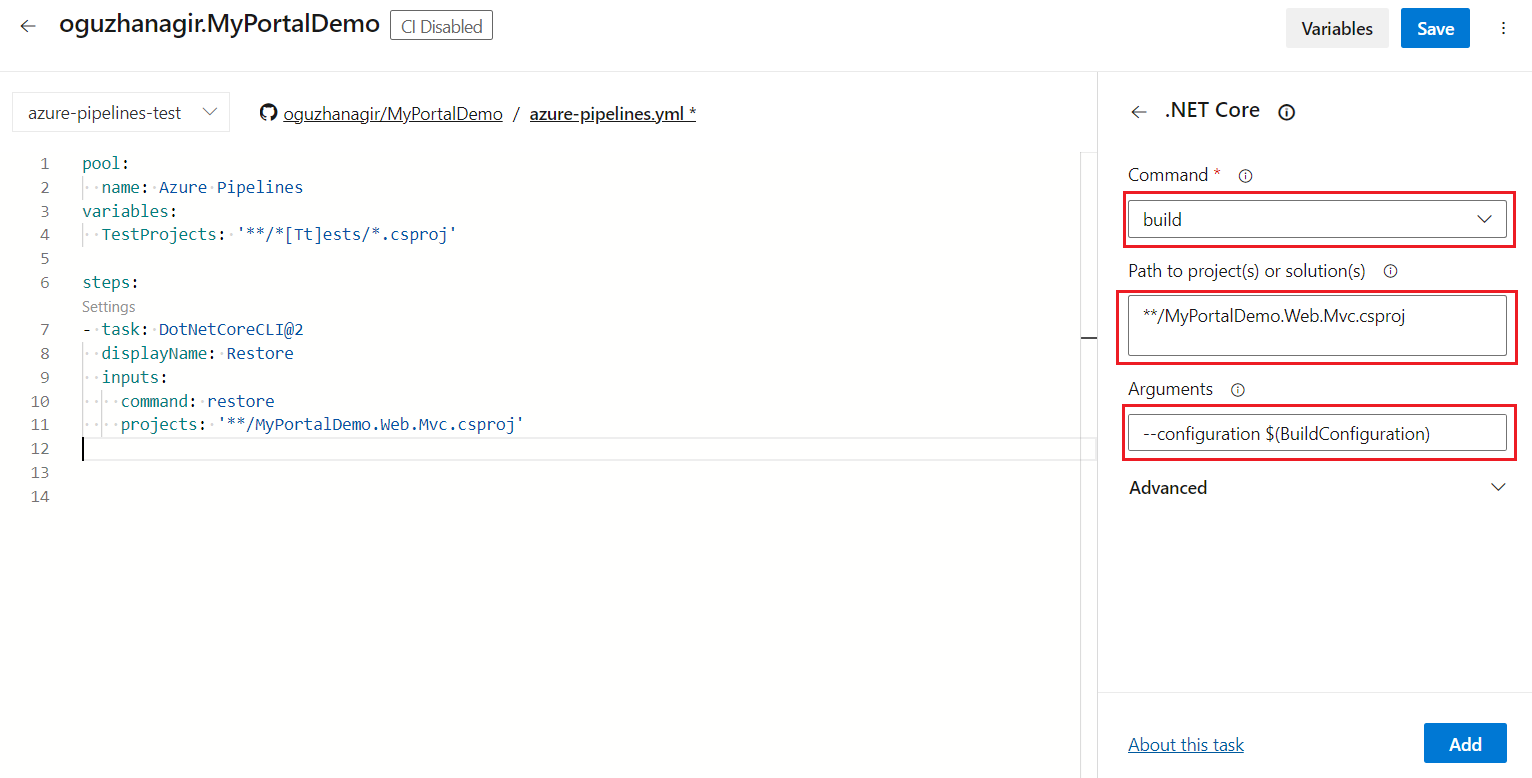 oguzhanagir.MyPortalDemo CI Disabled Variables Save
azure-pipelines-test oguzhanagir/MyPortalDemo / azure-pipelines.yml *
1 pool:
2 name: Azure Pipelines
3 variables:
4 TestProjects: '**/*[Tt]ests/*.csproj'
5
6 steps:
Settings
7 - task: DotNetCoreCLI@2
8 displayName: Restore
9 inputs:
10 command: restore
11 projects: '**/MyPortalDemo.Web.Mvc.csproj'
12
13
14
.NET Core
Command *
build
Path to project(s) or solution(s)
**/MyPortalDemo.Web.Mvc.csproj
Arguments
--configuration $(BuildConfiguration)
Advanced
About this task Add